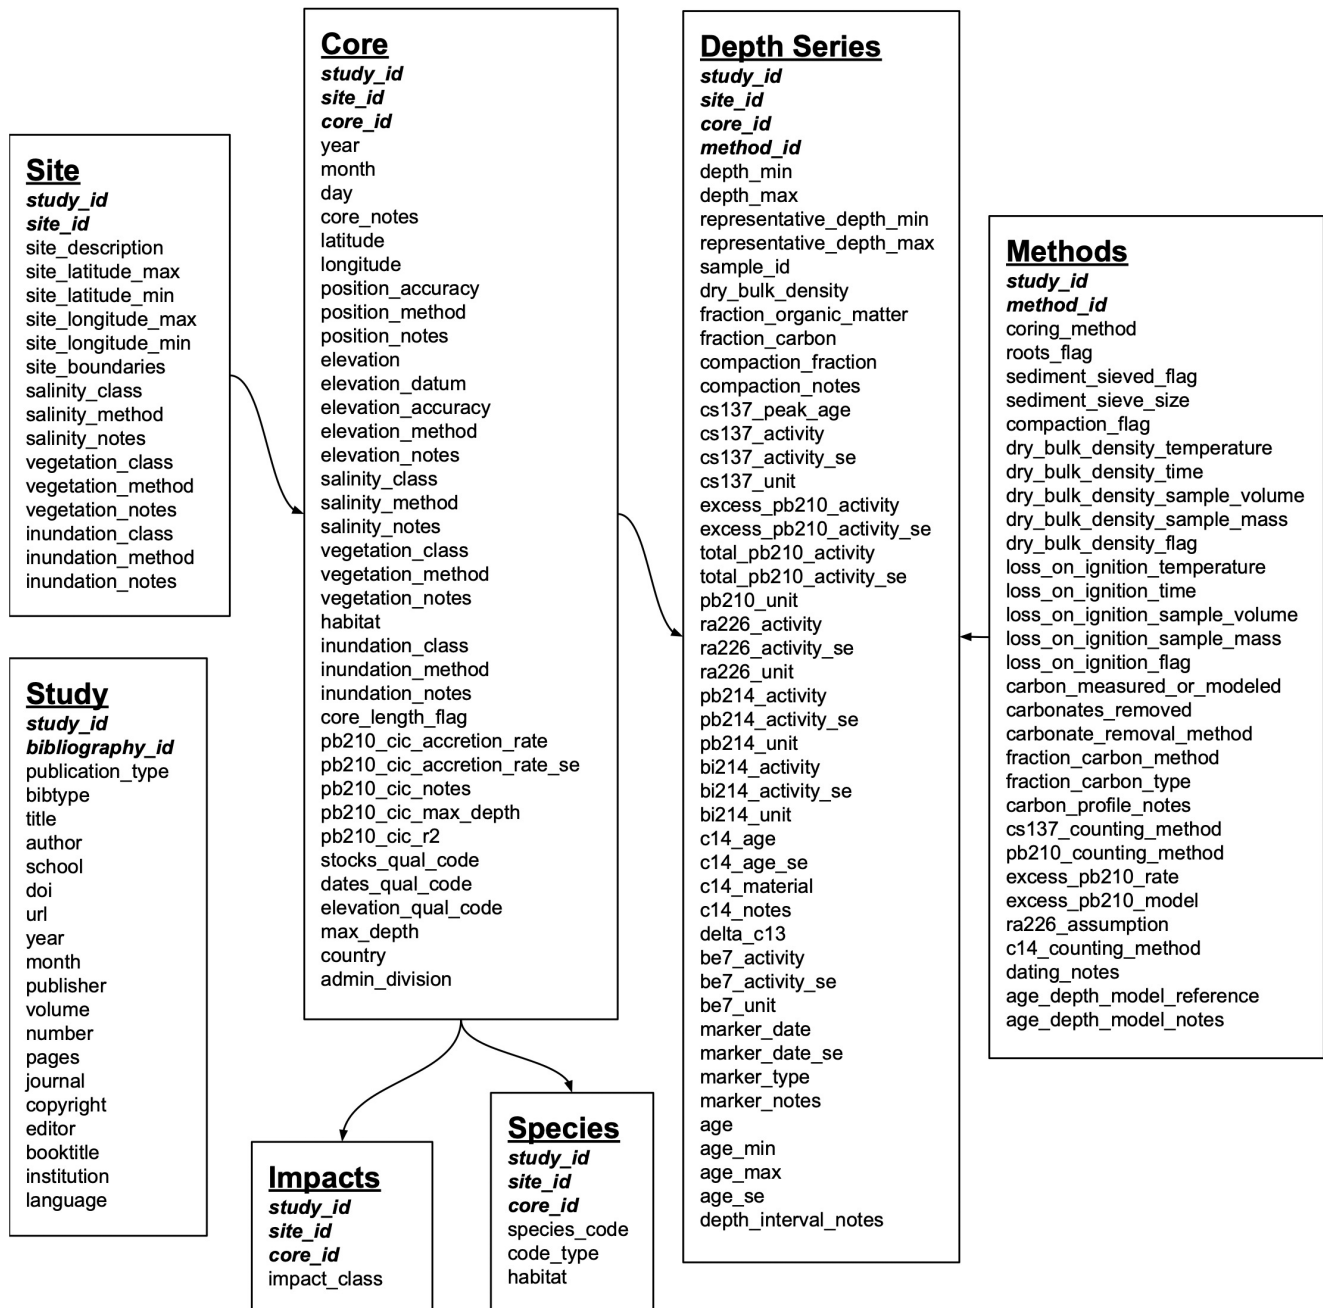 Site
study_id
site_id
site_description
site_latitude_max
site_latitude_min
site_longitude_max
site_longitude_min
site_boundaries
salinity_class
salinity_method
salinity_notes
vegetation_class
vegetation_method
vegetation_notes
inundation_class
inundation_method
inundation_notes
Study
study_id
bibliography_id
publication_type
bibtype
title
author
school
doi
url
year
month
publisher
volume
number
pages
journal
copyright
editor
booktitle
institution
language
Core
study_id
site_id
core_id
year
month
day
core_notes
latitude
longitude
position_accuracy
position_method
position_notes
elevation
elevation_datum
elevation_accuracy
elevation_method
elevation_notes
salinity_class
salinity_method
salinity_notes
vegetation_class
vegetation_method
vegetation_notes
habitat
inundation_class
inundation_method
inundation_notes
core_length_flag
pb210_cic_accretion_rate
pb210_cic_accretion_rate_se
pb210_cic_notes
pb210_cic_max_depth
pb210_cic_r2
stocks_qual_code
dates_qual_code
elevation_qual_code
max_depth
country
admin_division
Impacts
study_id
site_id
core_id
impact_class
Species
study_id
site_id
core_id
species_code
code_type
habitat
Depth Series
study_id
site_id
core_id
method_id
depth_min
depth_max
representative_depth_min
representative_depth_max
sample_id
dry_bulk_density
fraction_organic_matter
fraction_carbon
compaction_fraction
compaction_notes
cs137_peak_age
cs137_activity
cs137_activity_se
cs137_unit
excess_pb210_activity
excess_pb210_activity_se
total_pb210_activity
total_pb210_activity_se
pb210_unit
ra226_activity
ra226_activity_se
ra226_unit
pb214_activity
pb214_activity_se
pb214_unit
bi214_activity
bi214_activity_se
bi214_unit
c14_age
c14_age_se
c14_material
c14_notes
delta_c13
be7_activity
be7_activity_se
be7_unit
marker_date
marker_date_se
marker_type
marker_notes
age
age_min
age_max
age_se
depth_interval_notes
Methods
study_id
method_id
coring_method
roots_flag
sediment_sieved_flag
sediment_sieve_size
compaction_flag
dry_bulk_density_temperature
dry_bulk_density_time
dry_bulk_density_sample_volume
dry_bulk_density_sample_mass
dry_bulk_density_flag
loss_on_ignition_temperature
loss_on_ignition_time
loss_on_ignition_sample_volume
loss_on_ignition_sample_mass
loss_on_ignition_flag
carbon_measured_or_modeled
carbonates_removed
carbonate_removal_method
fraction_carbon_method
fraction_carbon_type
carbon_profile_notes
cs137_counting_method
pb210_counting_method
excess_pb210_rate
excess_pb210_model
ra226_assumption
c14_counting_method
dating_notes
age_depth_model_reference
age_depth_model_notes